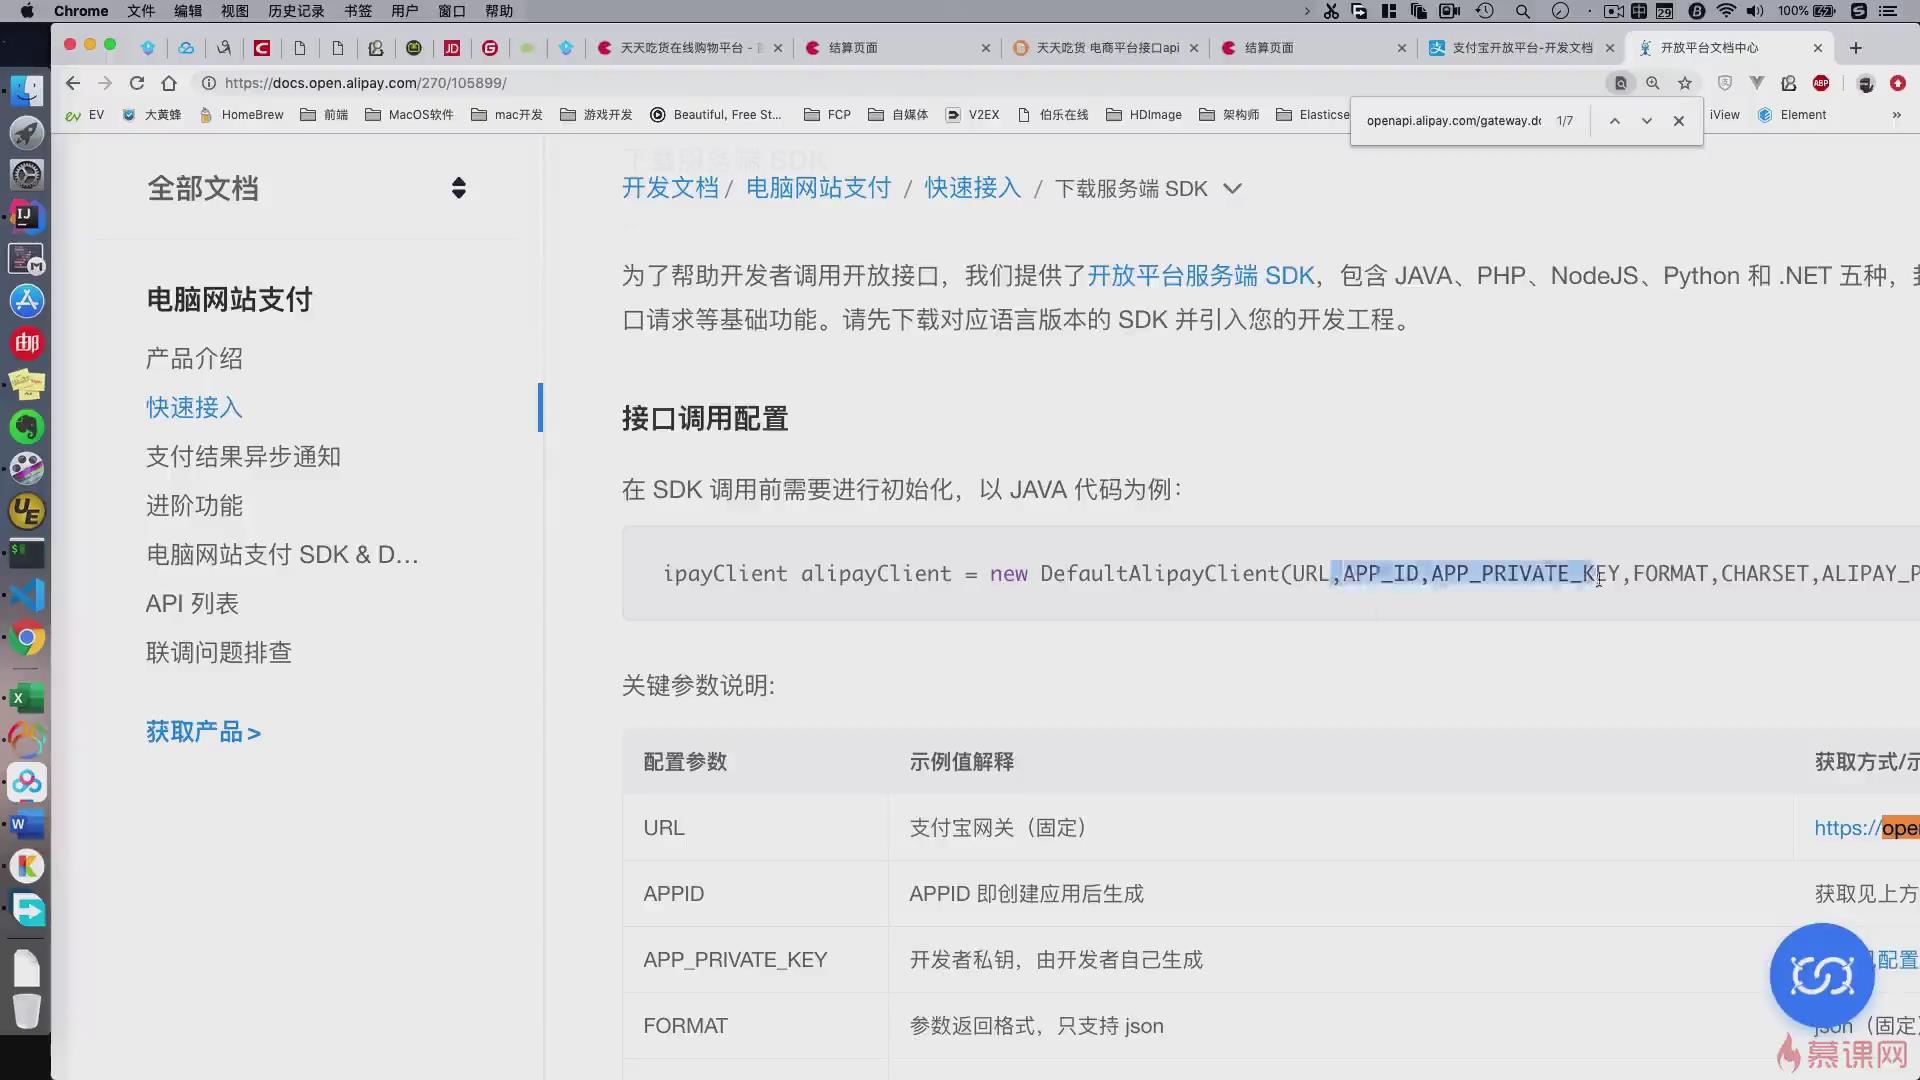 Chrome 文件 编辑 视图 历史记录 书签 用户 窗口 帮助 100%
天天吃货在线购物平台 - 结算页面 天天吃货 电商平台接口api 结算页面 支付宝开放平台-开发文档 开放平台文档中心
https://docs.open.alipay.com/270/105899/
EV 大黄蜂 HomeBrew 前端 MacOS软件 mac开发 游戏开发 Beautiful, Free St... FCP 自媒体 V2EX 伯乐在线 HDImage 架构师 Elasticse iView Element »
openapi.alipay.com/gateway.do 1/7
全部文档
下载服务端 SDK
开发文档 / 电脑网站支付 / 快速接入 / 下载服务端 SDK
电脑网站支付
产品介绍
快速接入
支付结果异步通知
进阶功能
电脑网站支付 SDK & D...
API 列表
联调问题排查
获取产品 >
为了帮助开发者调用开放接口，我们提供了开放平台服务端 SDK，包含 JAVA、PHP、NodeJS、Python 和 .NET 五种，
口请求等基础功能。请先下载对应语言版本的 SDK 并引入您的开发工程。
接口调用配置
在 SDK 调用前需要进行初始化，以 JAVA 代码为例：
ipayClient alipayClient = new DefaultAlipayClient(URL,APP_ID,APP_PRIVATE_KEY,FORMAT,CHARSET,ALIPAY_P
关键参数说明:
配置参数 示例值解释 获取方式/示
URL 支付宝网关（固定） https://ope
APPID APPID 即创建应用后生成 获取见上方
APP_PRIVATE_KEY 开发者私钥，由开发者自己生成 配置
FORMAT 参数返回格式，只支持 json json（固定）
慕课网